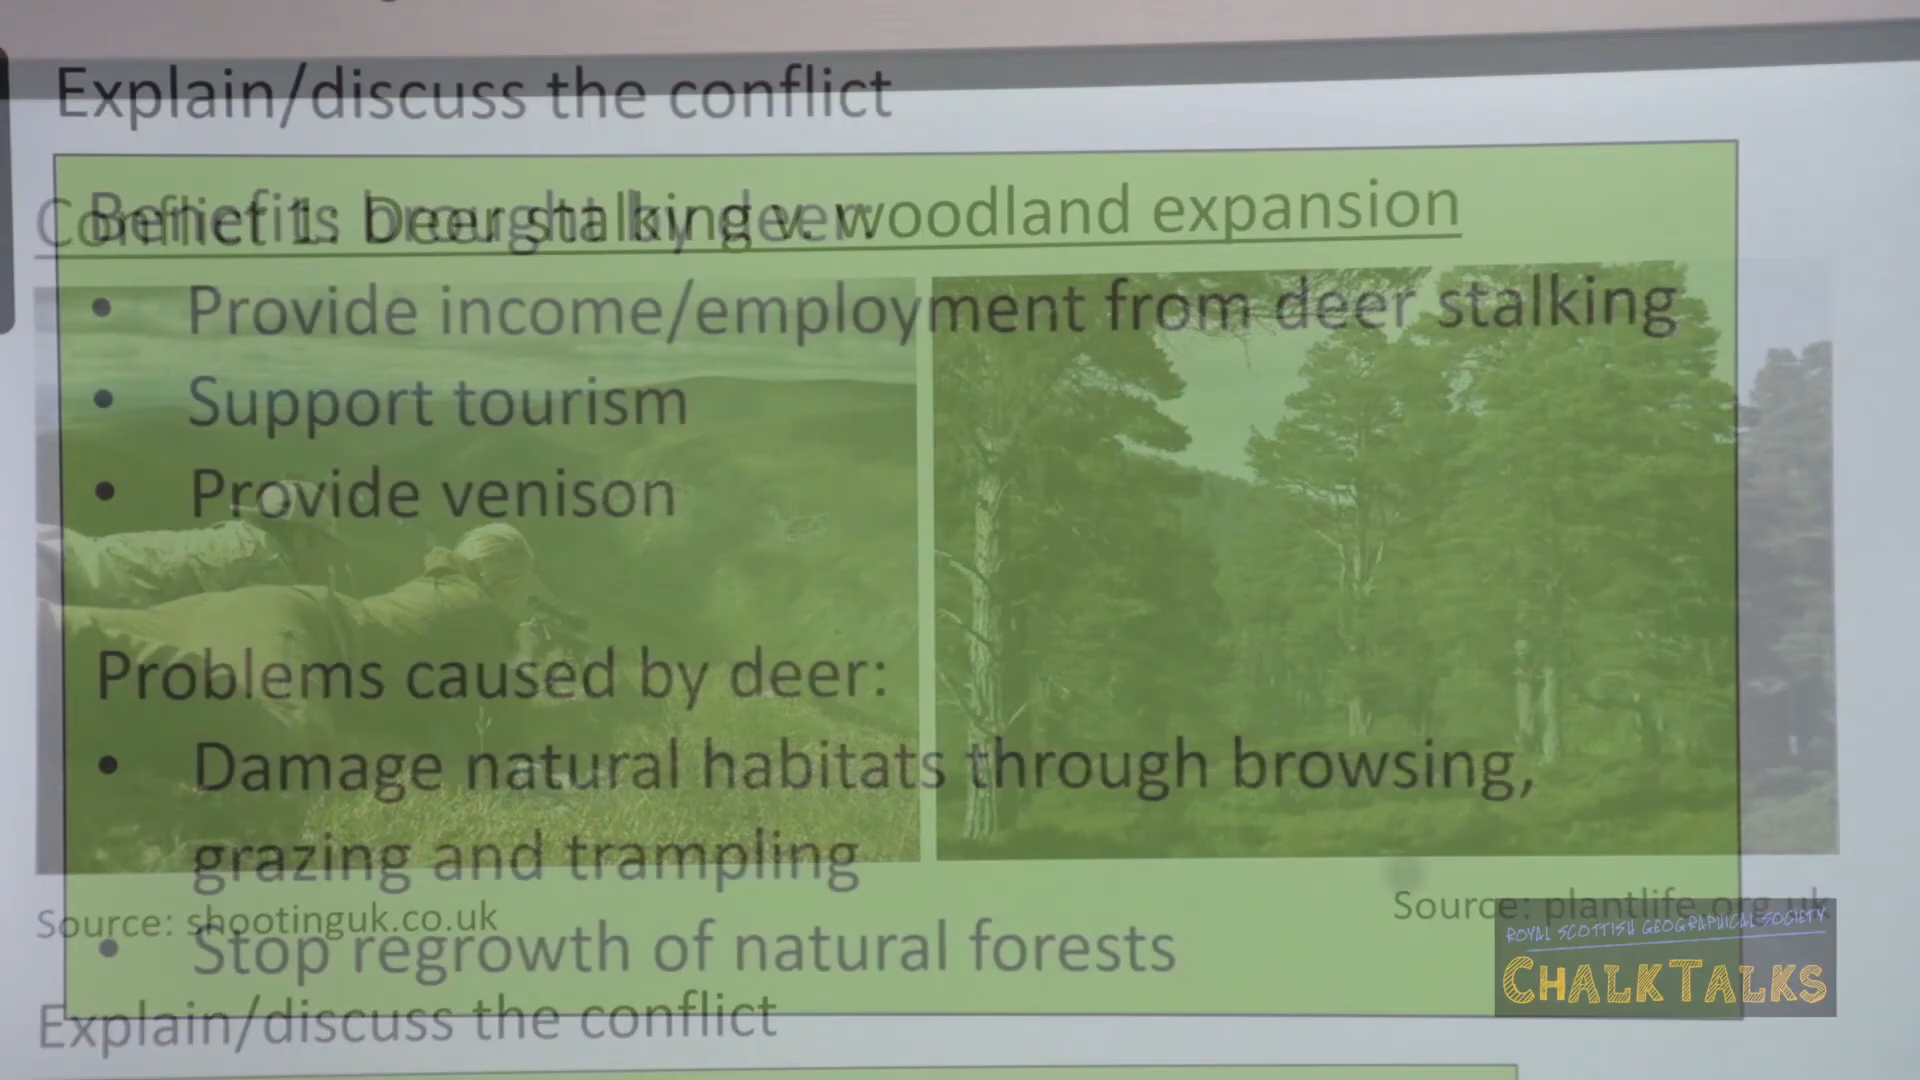 Explain/discuss the conflict
Conflict 1: Deer stalking v. woodland expansion
Benefits brought by deer:
• Provide income/employment from deer stalking
• Support tourism
• Provide venison
Problems caused by deer:
• Damage natural habitats through browsing,
grazing and trampling
Source: shootinguk.co.uk
Source: plantlife.org.uk
• Stop regrowth of natural forests
ROYAL SCOTTISH GEOGRAPHICAL SOCIETY
CHALKTALKS
Explain/discuss the conflict